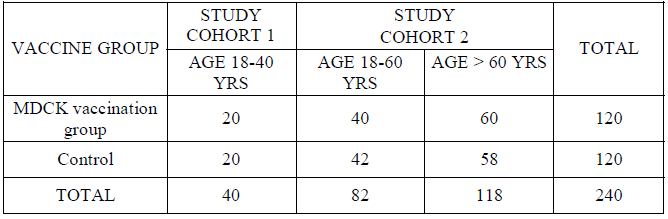 VACCINE GROUP
STUDY
COHORT 1
STUDY
COHORT 2
TOTAL
AGE 18-40
YRS
AGE 18-60
YRS
AGE > 60 YRS
MDCK vaccination
group
20
40
60
120
Control
20
42
58
120
TOTAL
40
82
118
240